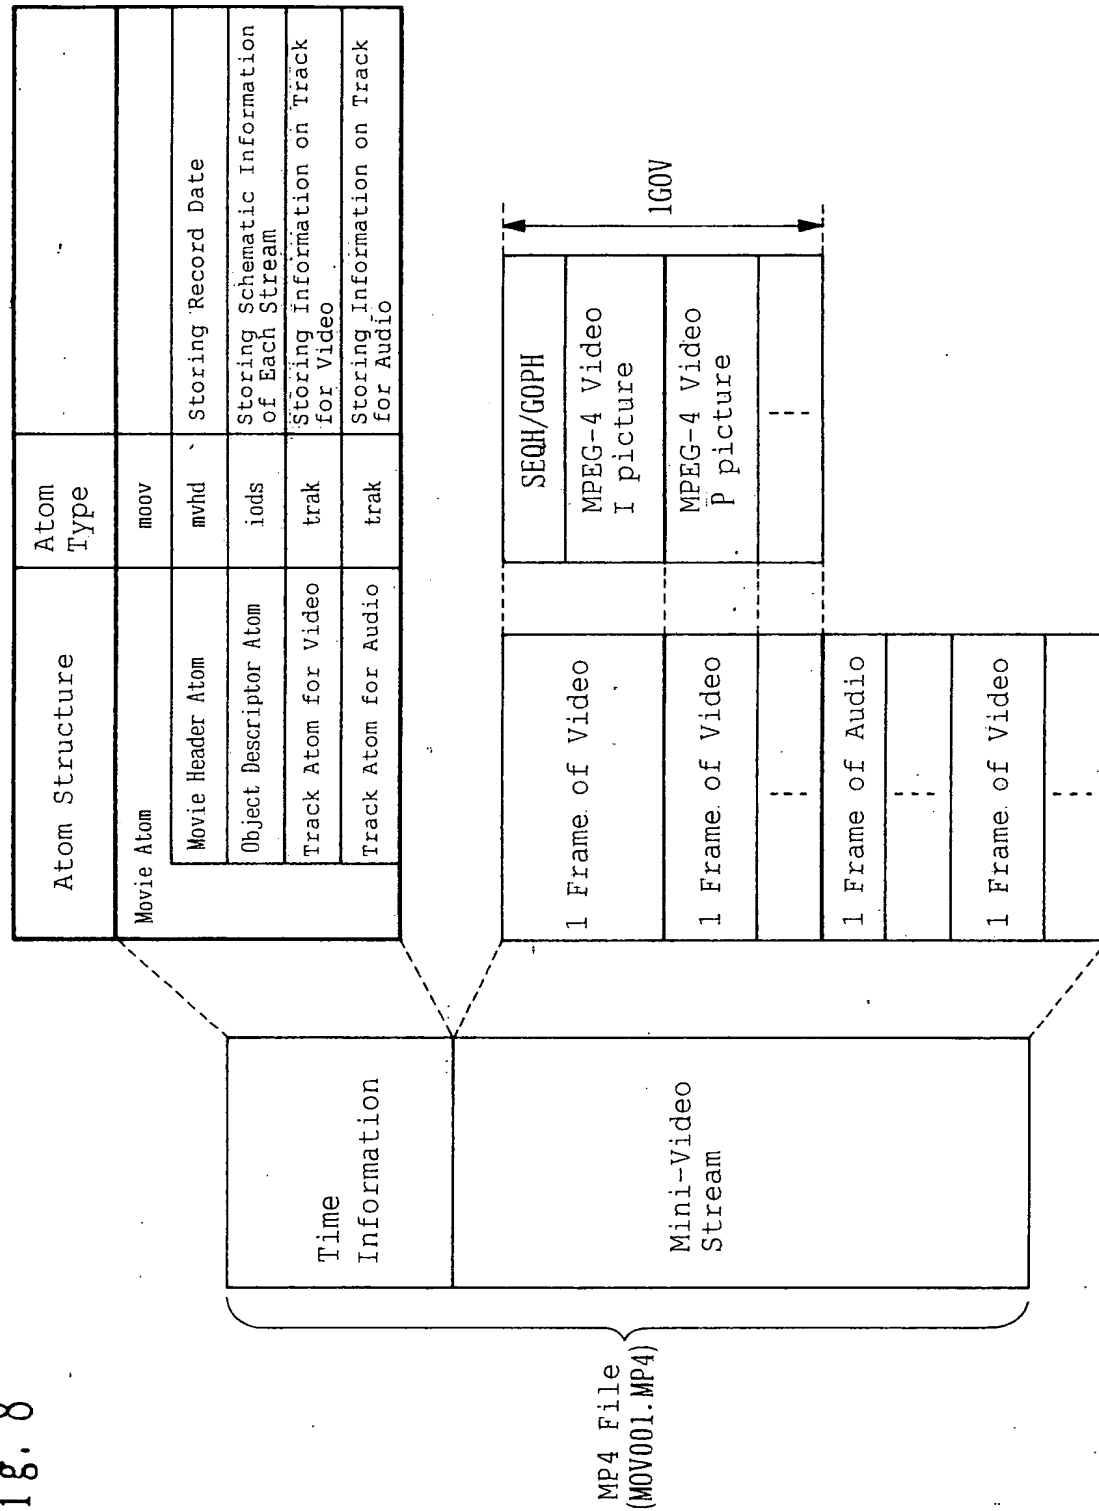 ig. 8
MP4 File
(MOV001.MP4)
Time
Information
Mini-Video
Stream
Atom Structure
Atom
Type
Movie Atom
moov
Movie Header Atom
mvhd
Storing Record Date
Object Descriptor Atom
iods
Storing Schematic Information
of Each Stream
Track Atom for Video
trak
Storing Information on Track
for Video
Track Atom for Audio
trak
Storing Information on Track
for Audio
1 Frame of Video
1 Frame of Video
1 Frame of Audio
1 Frame of Video
SEQH/GOPH
MPEG-4 Video
I picture
MPEG-4 Video
P picture
1GOV